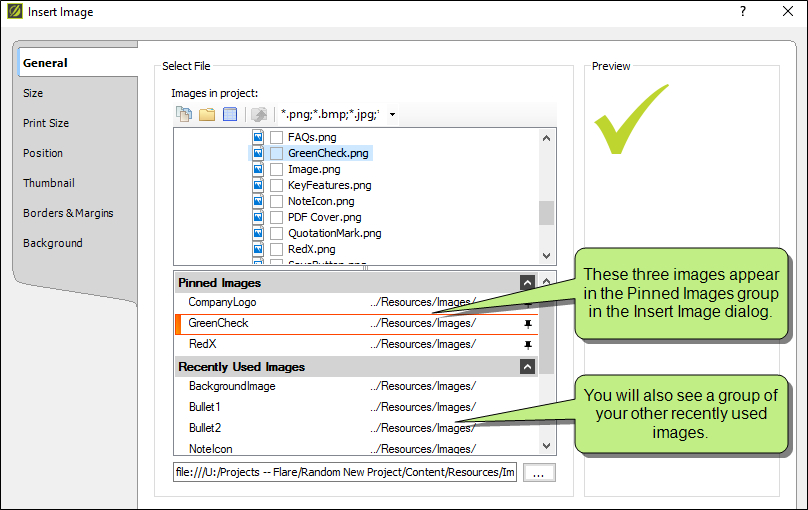 Insert Image
?
General
Size
Print Size
Position
Thumbnail
Borders & Margins
Background
Select File
Images in project:
*.png;*.bmp;*.jpg;*
FAQs.png
GreenCheck.png
Image.png
KeyFeatures.png
NoteIcon.png
PDF Cover.png
QuotationMark.png
RedX.png
Pinned Images
CompanyLogo ../Resources/Images/
GreenCheck ../Resources/Images/
RedX ../Resources/Images/
Recently Used Images
BackgroundImage ../Resources/Images/
Bullet1 ../Resources/Images/
Bullet2 ../Resources/Images/
NoteIcon ../Resources/Images/
file:///U:/Projects -- Flare/Random New Project/Content/Resources/Im
...
Preview
These three images appear
in the Pinned Images group
in the Insert Image dialog.
You will also see a group of
your other recently used
images.